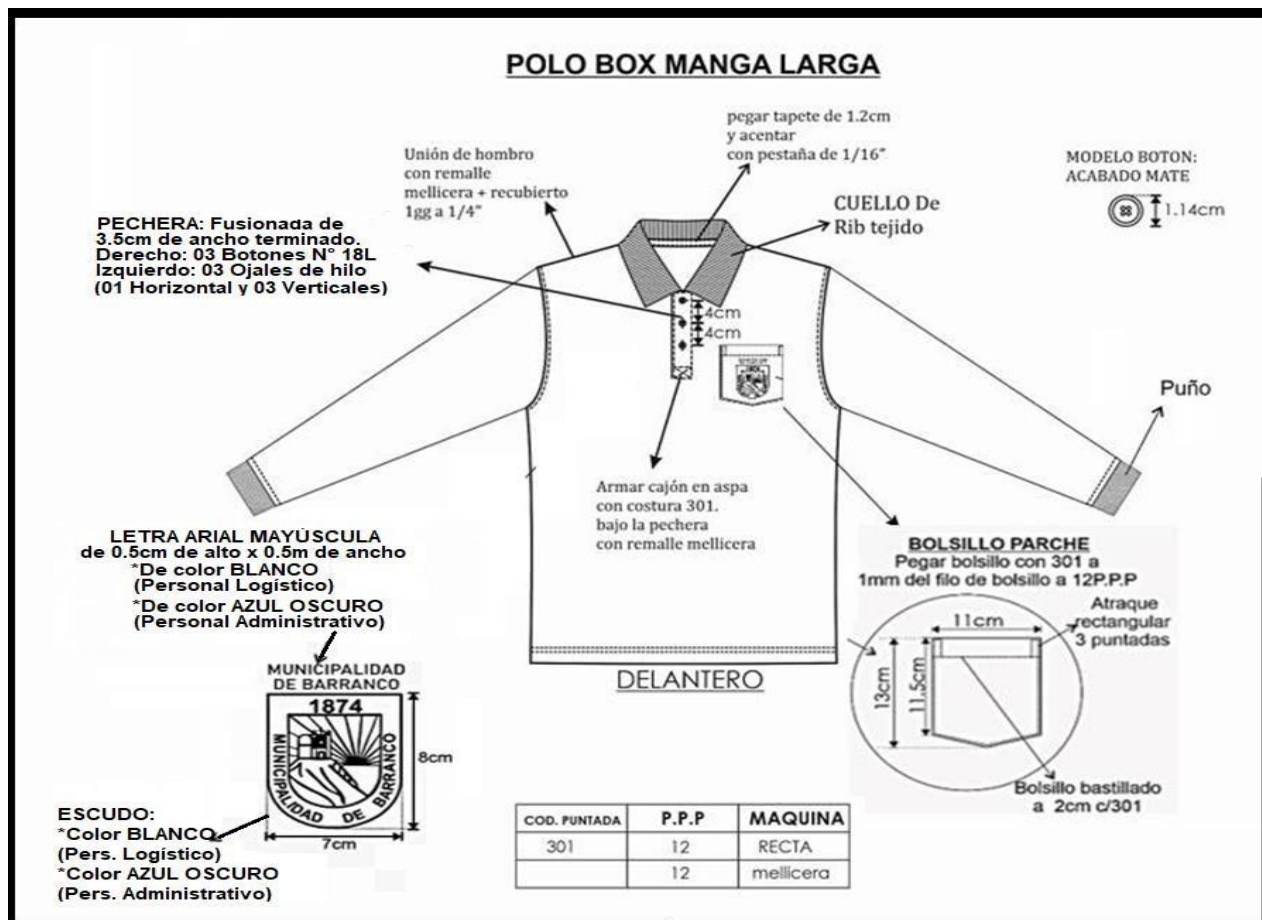 POLO BOX MANGA LARGA
pegar tapete de 1.2cm
y acentar
con pestaña de 1/16"
Unión de hombro
con remalle
mellicera + recubierto
1gg a 1/4"
MODELO BOTON:
ACABADO MATE
1.14cm
CUELLO De
Rib tejido
PECHERA: Fusionada de
3.5cm de ancho terminado.
Derecho: 03 Botones N° 18L
Izquierdo: 03 Ojales de hilo
(01 Horizontal y 03 Verticales)
4cm
4cm
Puño
Armar cajón en aspa
con costura 301.
bajo la pechera
con remalle mellicera
LETRA ARIAL MAYÚSCULA
de 0.5cm de alto x 0.5m de ancho
*De color BLANCO
(Personal Logístico)
*De color AZUL OSCURO
(Personal Administrativo)
BOLSILLO PARCHE
Pegar bolsillo con 301 a
1mm del filo de bolsillo a 12P.P.P
11cm
Atraque
rectangular
3 puntadas
13cm
11.5cm
Bolsillo bastillado
a 2cm c/301
DELANTERO
MUNICIPALIDAD
DE BARRANCO
1874
MUNICIPALIDAD DE BARRANCO
8cm
7cm
ESCUDO:
*Color BLANCO
(Pers. Logístico)
*Color AZUL OSCURO
(Pers. Administrativo)
COD. PUNTADA P.P.P MAQUINA
301 12 RECTA
12 mellicera